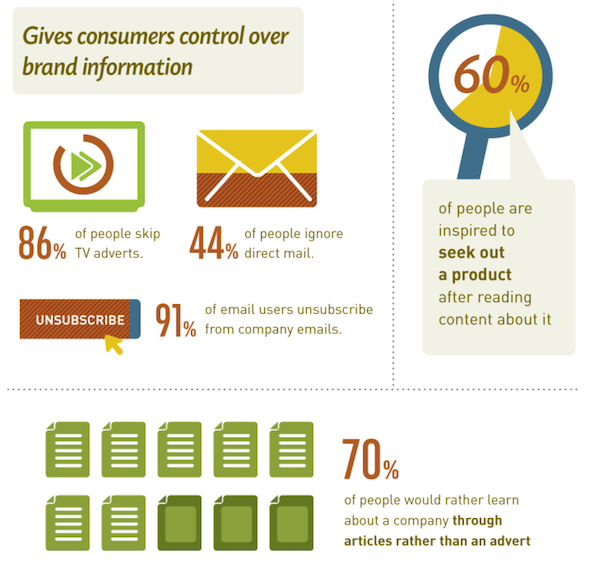 Gives consumers control over
brand information
86%
of people skip
TV adverts.
44%
of people ignore
direct mail.
UNSUBSCRIBE
91%
of email users unsubscribe
from company emails.
60%
of people are
inspired to
seek out
a product
after reading
content about it
70%
of people would rather learn
about a company through
articles rather than an advert